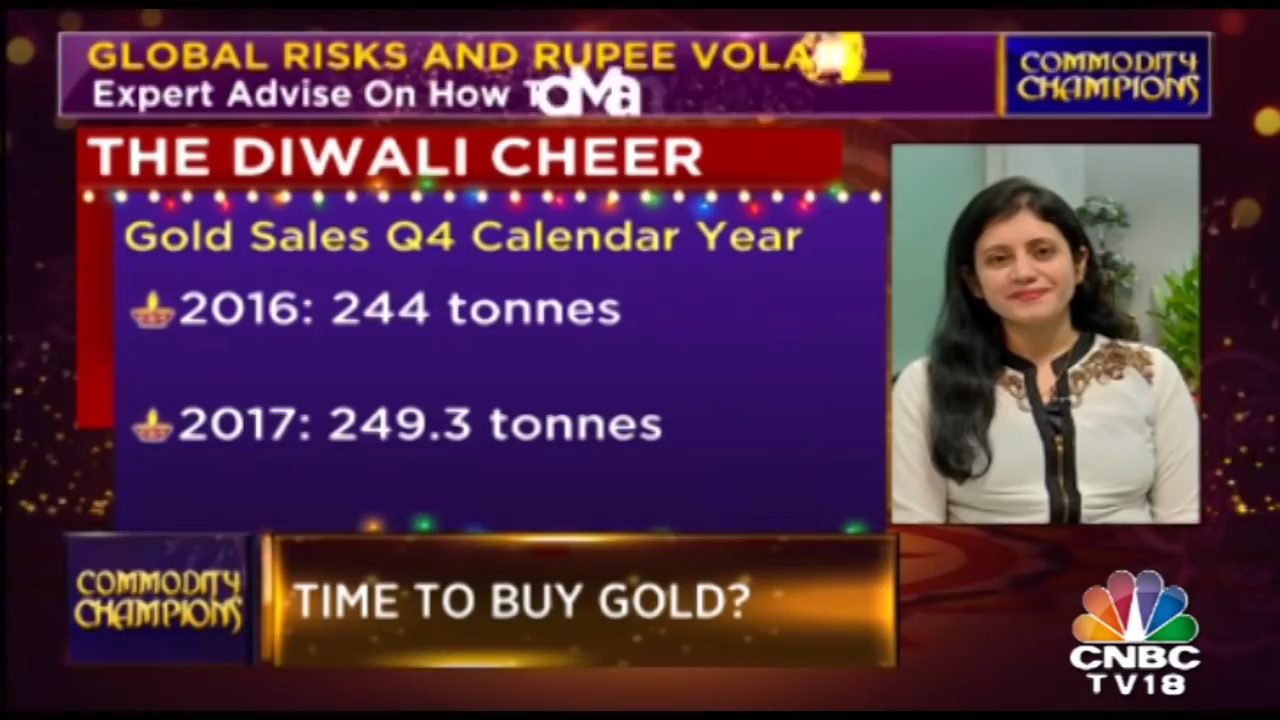 GLOBAL RISKS AND RUPEE
Expert Advise On How
COMMODITY
CHAMPIONS
THE DIWALI CHEER
Gold Sales Q4 Calendar Year
2016: 244 tonnes
2017: 249.3 tonnes
COMMODITY
CHAMPIONS
TIME TO BUY GOLD?
CNBC
TV18